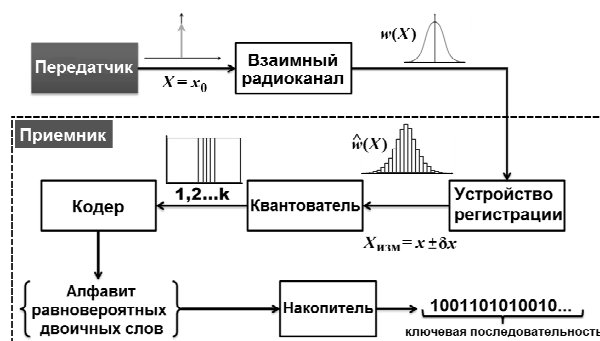 Передатчик
X = x₀
Взаимный
радиоканал
w(X)
Приемник
ŵ(X)
1,2...k
Кодер
Квантователь
Устройство
регистрации
Xизм = x ± δx
Алфавит
равновероятных
двоичных слов
Накопитель
1001101010010...
ключевая последовательность